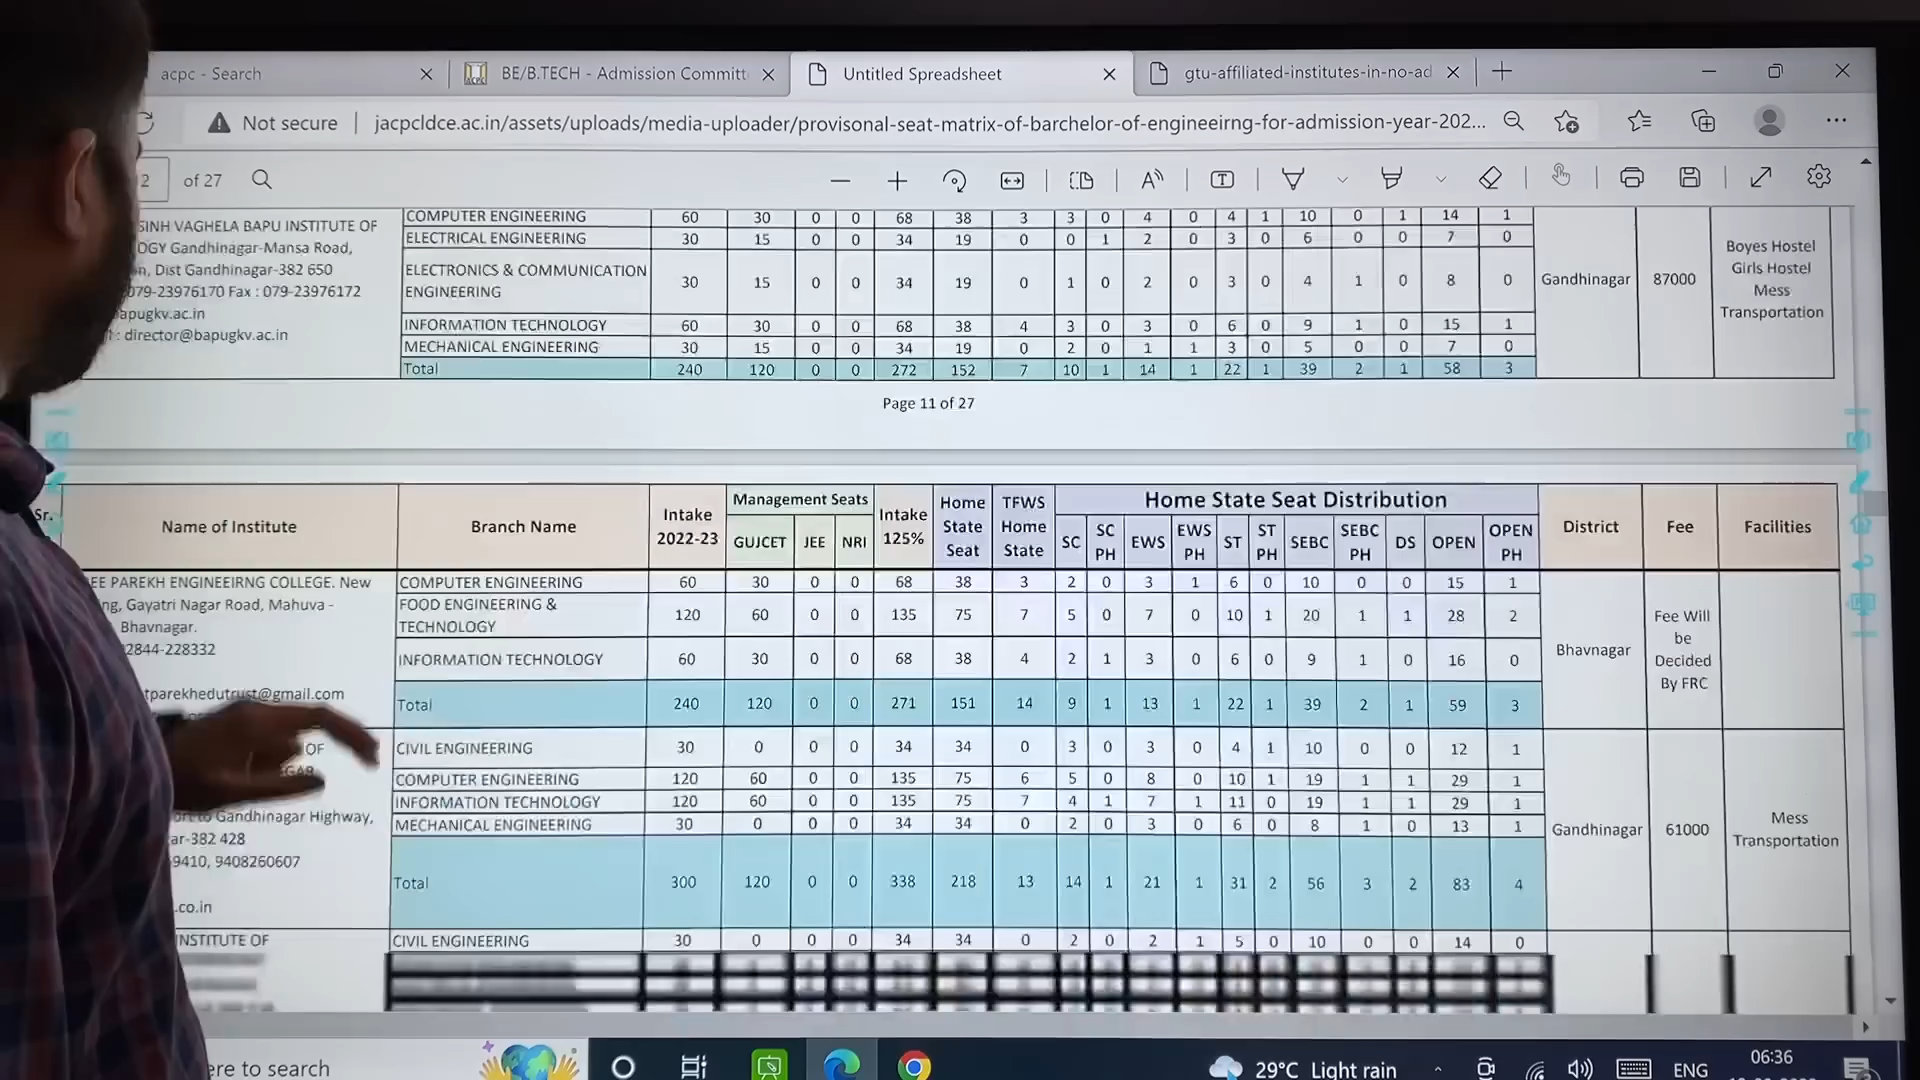 acpc - Search
BE/B.TECH - Admission Committ
Untitled Spreadsheet
gtu-affiliated-institutes-in-no-ad
Not secure
jacpcldce.ac.in/assets/uploads/media-uploader/provisonal-seat-matrix-of-barchelor-of-engineeirng-for-admission-year-202...
2 of 27
SINH VAGHELA BAPU INSTITUTE OF
OGY Gandhinagar-Mansa Road,
n, Dist Gandhinagar-382 650
079-23976170 Fax : 079-23976172
apugkv.ac.in
: director@bapugkv.ac.in
COMPUTER ENGINEERING 60 30 0 0 68 38 3 3 0 4 0 4 1 10 0 1 14 1
ELECTRICAL ENGINEERING 30 15 0 0 34 19 0 0 1 2 0 3 0 6 0 0 7 0
ELECTRONICS & COMMUNICATION
ENGINEERING 30 15 0 0 34 19 0 1 0 2 0 3 0 4 1 0 8 0
INFORMATION TECHNOLOGY 60 30 0 0 68 38 4 3 0 3 0 6 0 9 1 0 15 1
MECHANICAL ENGINEERING 30 15 0 0 34 19 0 2 0 1 1 3 0 5 0 0 7 0
Total 240 120 0 0 272 152 7 10 1 14 1 22 1 39 2 1 58 3
Gandhinagar
87000
Boyes Hostel
Girls Hostel
Mess
Transportation
Page 11 of 27
Sr.
Name of Institute
Branch Name
Intake
2022-23
Management Seats
GUJCET JEE NRI
Intake
125%
Home
State
Seat
TFWS
Home
State
Home State Seat Distribution
SC
SC
PH
EWS
EWS
PH
ST
ST
PH
SEBC
SEBC
PH
DS
OPEN
OPEN
PH
District
Fee
Facilities
EE PAREKH ENGINEEIRNG COLLEGE. New
ng, Gayatri Nagar Road, Mahuva -
Bhavnagar.
2844-228332
tparekhedutrust@gmail.com
COMPUTER ENGINEERING 60 30 0 0 68 38 3 2 0 3 1 6 0 10 0 0 15 1
FOOD ENGINEERING &
TECHNOLOGY 120 60 0 0 135 75 7 5 0 7 0 10 1 20 1 1 28 2
INFORMATION TECHNOLOGY 60 30 0 0 68 38 4 2 1 3 0 6 0 9 1 0 16 0
Total 240 120 0 0 271 151 14 9 1 13 1 22 1 39 2 1 59 3
Bhavnagar
Fee Will
be
Decided
By FRC
OF
GAR
ort to Gandhinagar Highway,
ar-382 428
9410, 9408260607
.co.in
CIVIL ENGINEERING 30 0 0 0 34 34 0 3 0 3 0 4 1 10 0 0 12 1
COMPUTER ENGINEERING 120 60 0 0 135 75 6 5 0 8 0 10 1 19 1 1 29 1
INFORMATION TECHNOLOGY 120 60 0 0 135 75 7 4 1 7 1 11 0 19 1 1 29 1
MECHANICAL ENGINEERING 30 0 0 0 34 34 0 2 0 3 0 6 0 8 1 0 13 1
Total 300 120 0 0 338 218 13 14 1 21 1 31 2 56 3 2 83 4
Gandhinagar
61000
Mess
Transportation
NSTITUTE OF
CIVIL ENGINEERING 30 0 0 0 34 34 0 2 0 2 1 5 0 10 0 0 14 0
ere to search
29°C Light rain
ENG
06:36